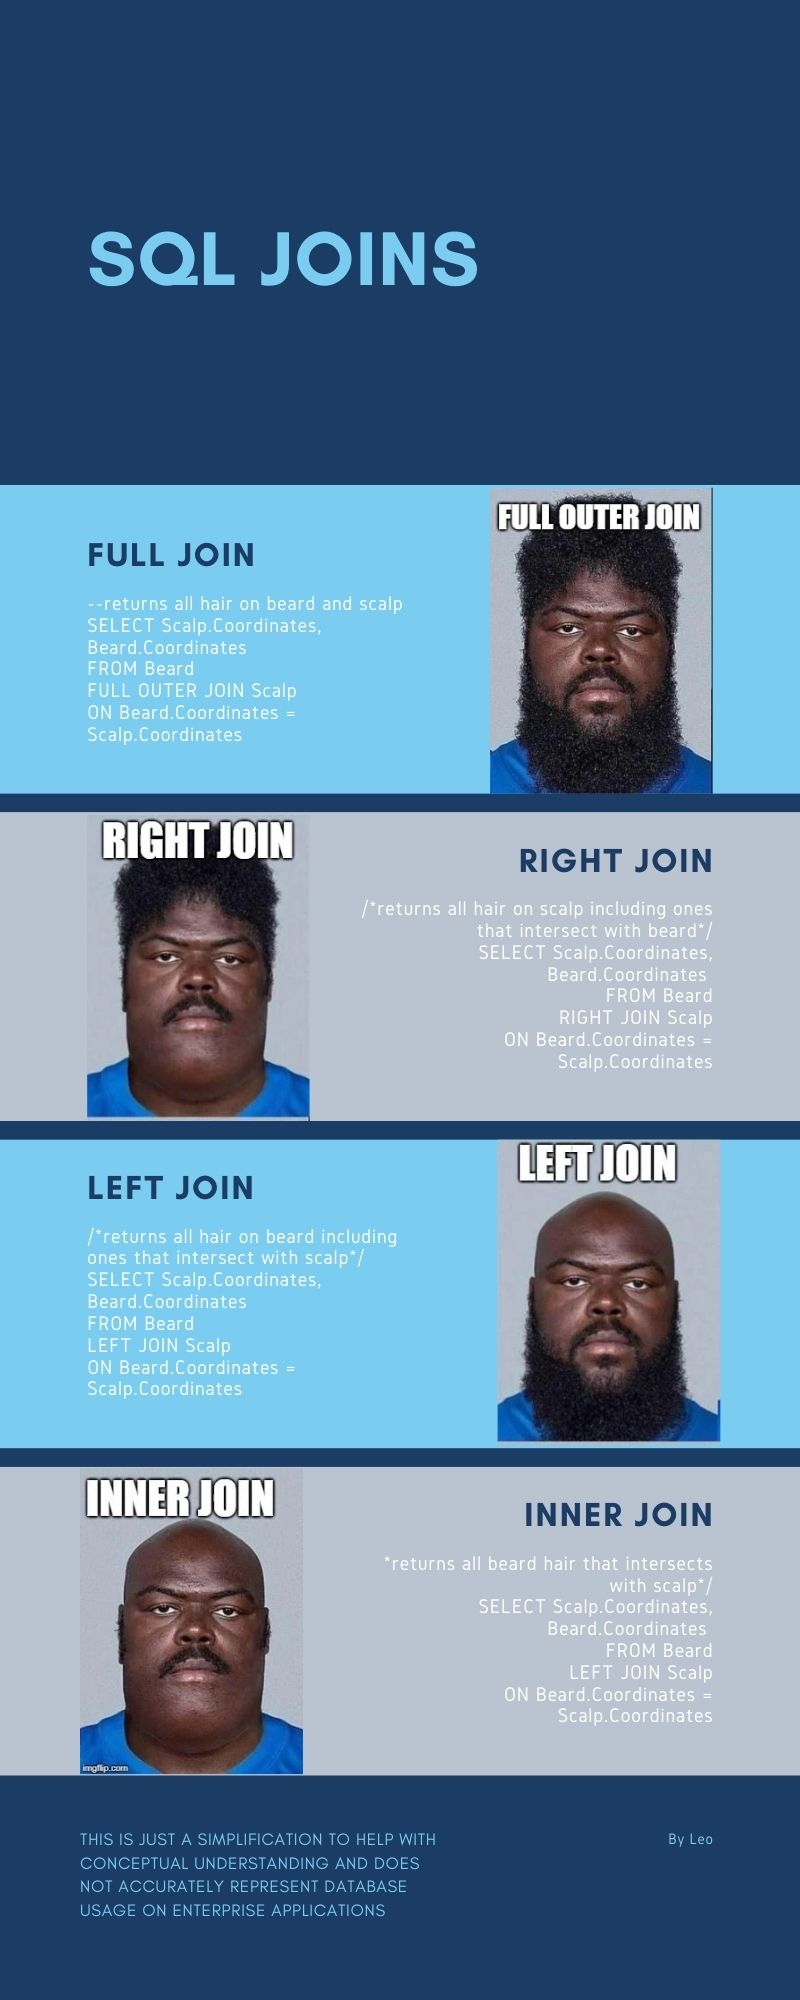 SQL JOINS
FULL JOIN
--returns all hair on beard and scalp
SELECT Scalp.Coordinates,
Beard.Coordinates
FROM Beard
FULL OUTER JOIN Scalp
ON Beard.Coordinates =
Scalp.Coordinates
FULL OUTER JOIN
RIGHT JOIN
RIGHT JOIN
/*returns all hair on scalp including ones
that intersect with beard*/
SELECT Scalp.Coordinates,
Beard.Coordinates
FROM Beard
RIGHT JOIN Scalp
ON Beard.Coordinates =
Scalp.Coordinates
LEFT JOIN
/*returns all hair on beard including
ones that intersect with scalp*/
SELECT Scalp.Coordinates,
Beard.Coordinates
FROM Beard
LEFT JOIN Scalp
ON Beard.Coordinates =
Scalp.Coordinates
LEFT JOIN
INNER JOIN
imgflip.com
INNER JOIN
*returns all beard hair that intersects
with scalp*/
SELECT Scalp.Coordinates,
Beard.Coordinates
FROM Beard
LEFT JOIN Scalp
ON Beard.Coordinates =
Scalp.Coordinates
THIS IS JUST A SIMPLIFICATION TO HELP WITH
CONCEPTUAL UNDERSTANDING AND DOES
NOT ACCURATELY REPRESENT DATABASE
USAGE ON ENTERPRISE APPLICATIONS
By Leo